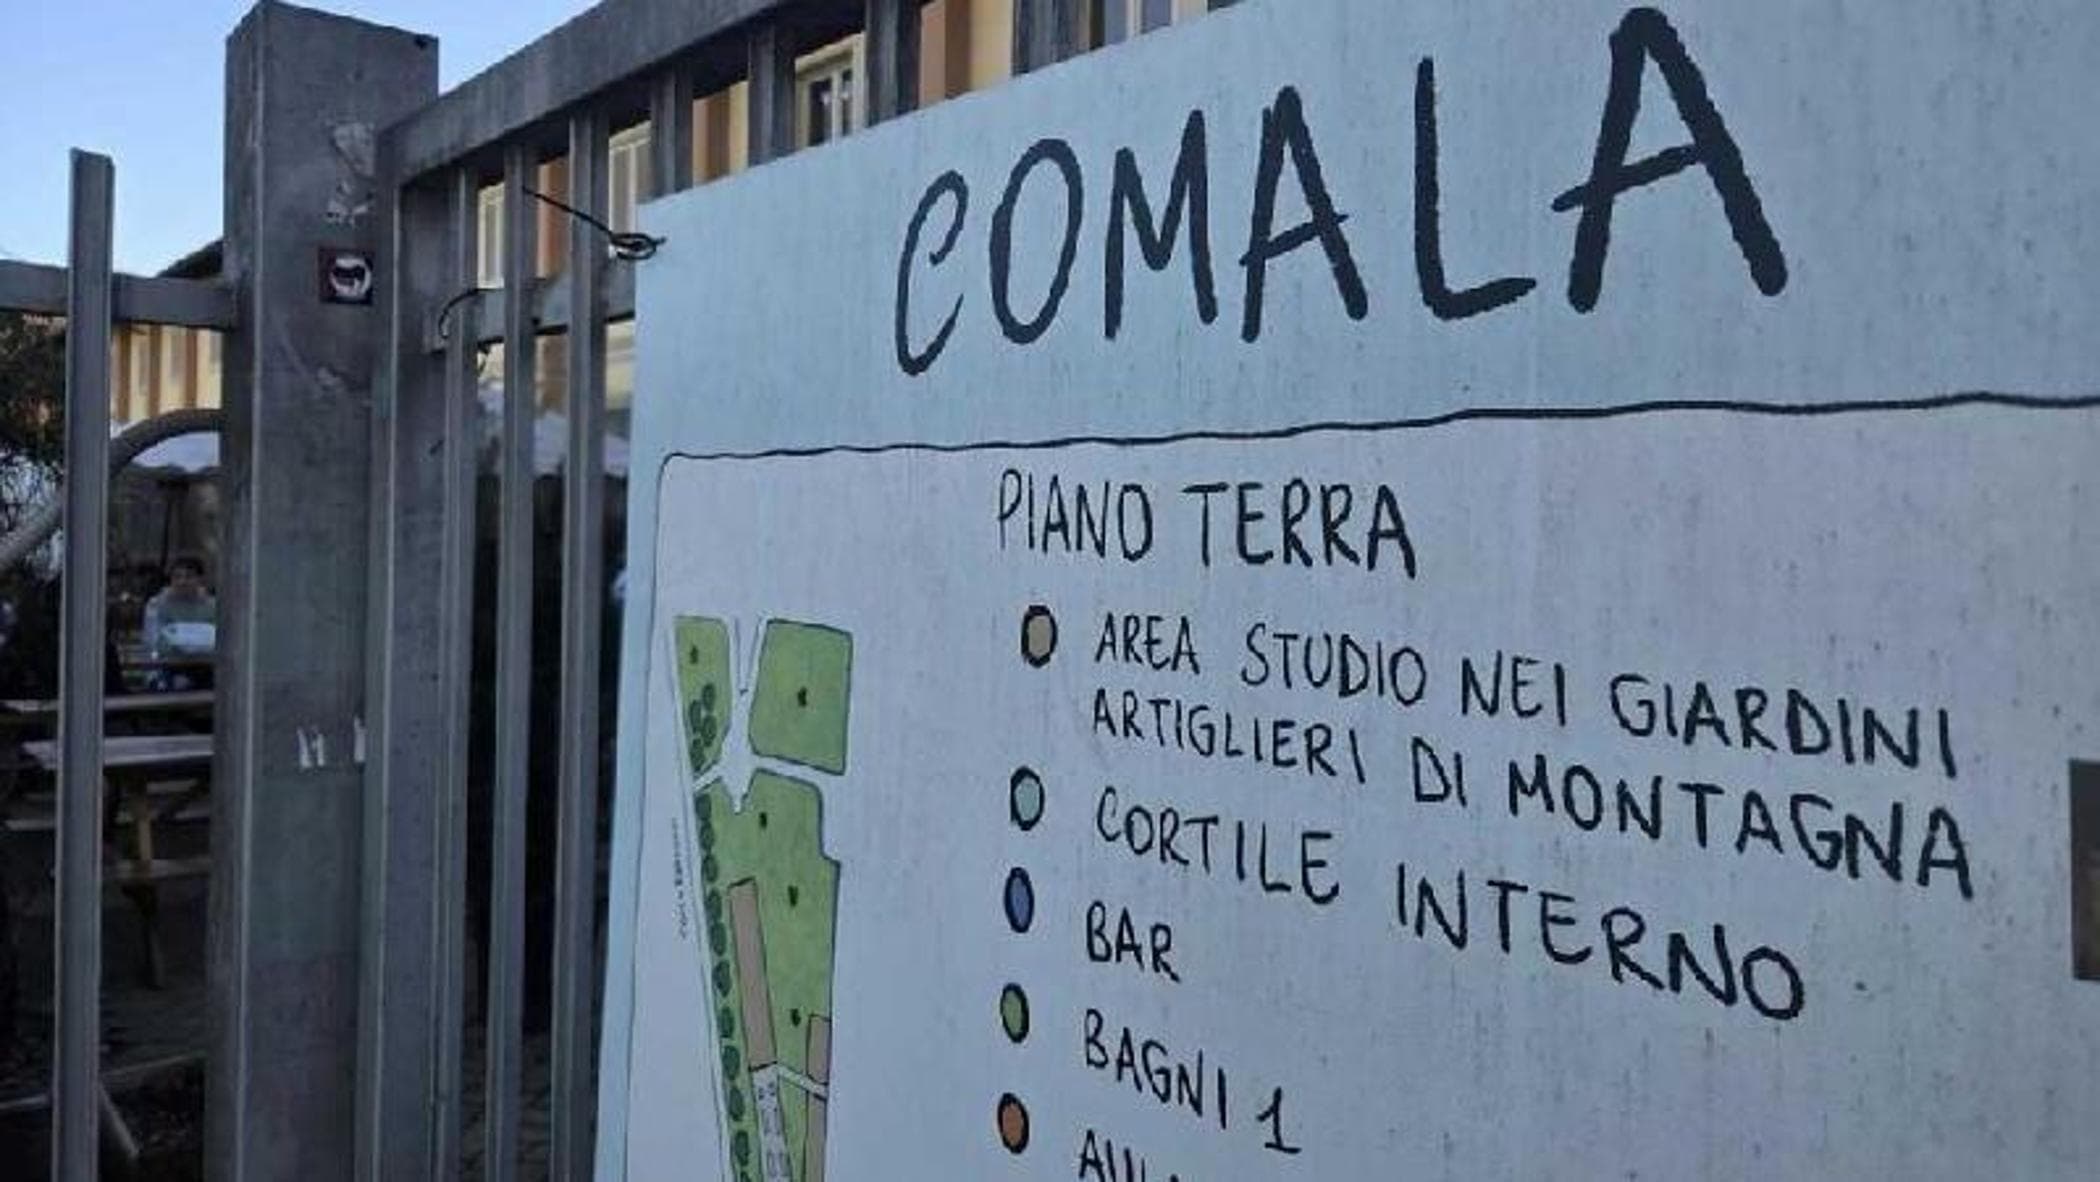 COMALA
PIANO TERRA
AREA STUDIO NEI GIARDINI
ARTIGLIERI DI MONTAGNA
CORTILE INTERNO
BAR
BAGNI 1